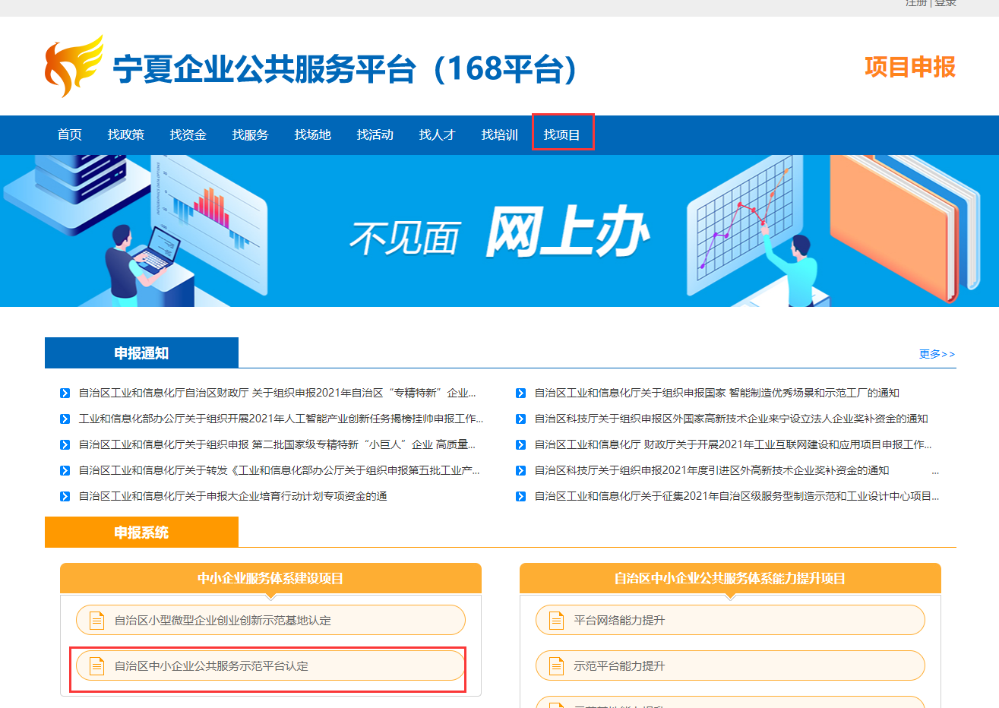 注册 | 登录
宁夏企业公共服务平台（168平台）
项目申报
首页 找政策 找资金 找服务 找场地 找活动 找人才 找培训 找项目
不见面 网上办
申报通知
更多>>
自治区工业和信息化厅自治区财政厅 关于组织申报2021年自治区“专精特新”企业...
自治区工业和信息化厅关于组织申报国家 智能制造优秀场景和示范工厂的通知
工业和信息化部办公厅关于组织开展2021年人工智能产业创新任务揭榜挂帅申报工作...
自治区科技厅关于组织申报区外国家高新技术企业来宁设立法人企业奖补资金的通知
自治区工业和信息化厅关于组织申报 第二批国家级专精特新“小巨人”企业 高质量...
自治区工业和信息化厅 财政厅关于开展2021年工业互联网建设和应用项目申报工作...
自治区工业和信息化厅关于转发《工业和信息化部办公厅关于组织申报第五批工业产...
自治区科技厅关于组织申报2021年度引进区外高新技术企业奖补资金的通知 ...
自治区工业和信息化厅关于申报大企业培育行动计划专项资金的通
自治区工业和信息化厅关于征集2021年自治区级服务型制造示范和工业设计中心项目...
申报系统
中小企业服务体系建设项目
自治区中小企业公共服务体系能力提升项目
自治区小型微型企业创业创新示范基地认定
平台网络能力提升
自治区中小企业公共服务示范平台认定
示范平台能力提升